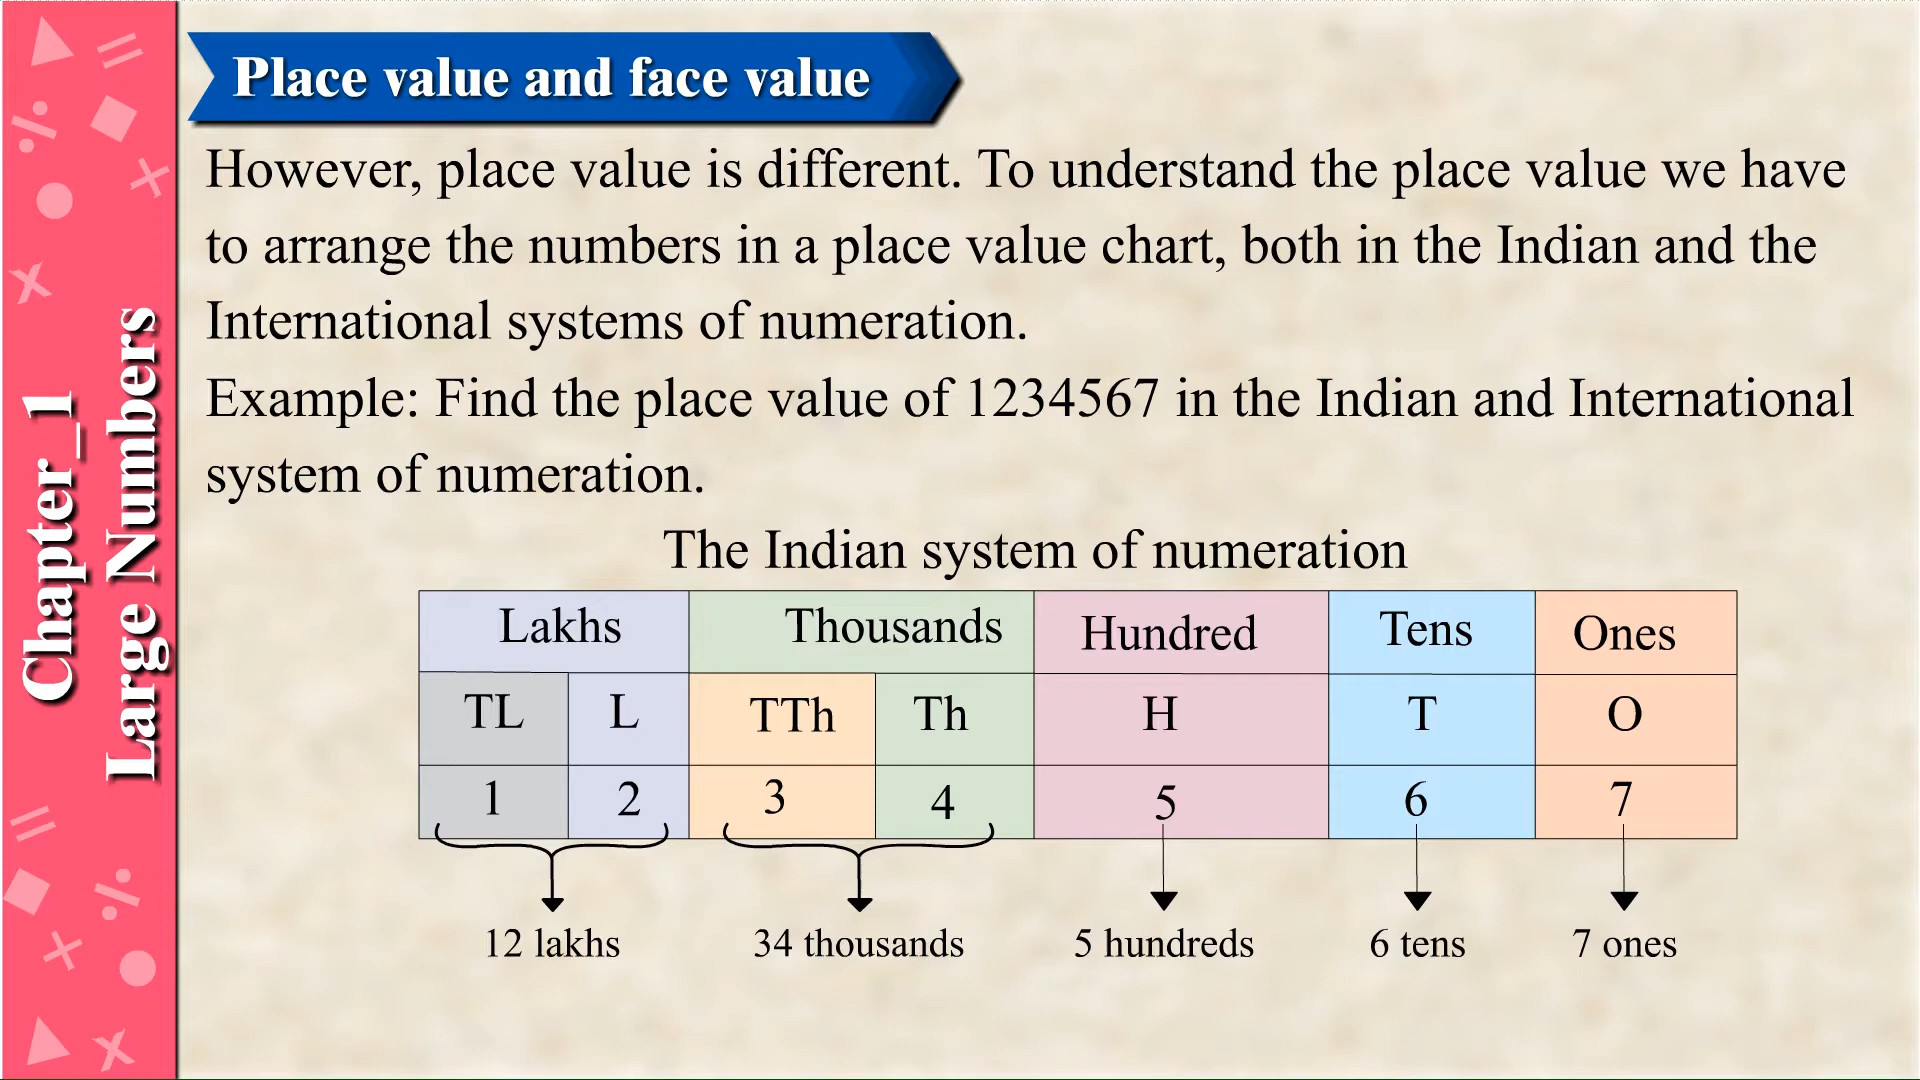 Chapter_1
Large Numbers
Place value and face value
However, place value is different. To understand the place value we have
to arrange the numbers in a place value chart, both in the Indian and the
International systems of numeration.
Example: Find the place value of 1234567 in the Indian and International
system of numeration.
The Indian system of numeration
Lakhs Thousands Hundred Tens Ones
TL L TTh Th H T O
1 2 3 4 5 6 7
12 lakhs 34 thousands 5 hundreds 6 tens 7 ones